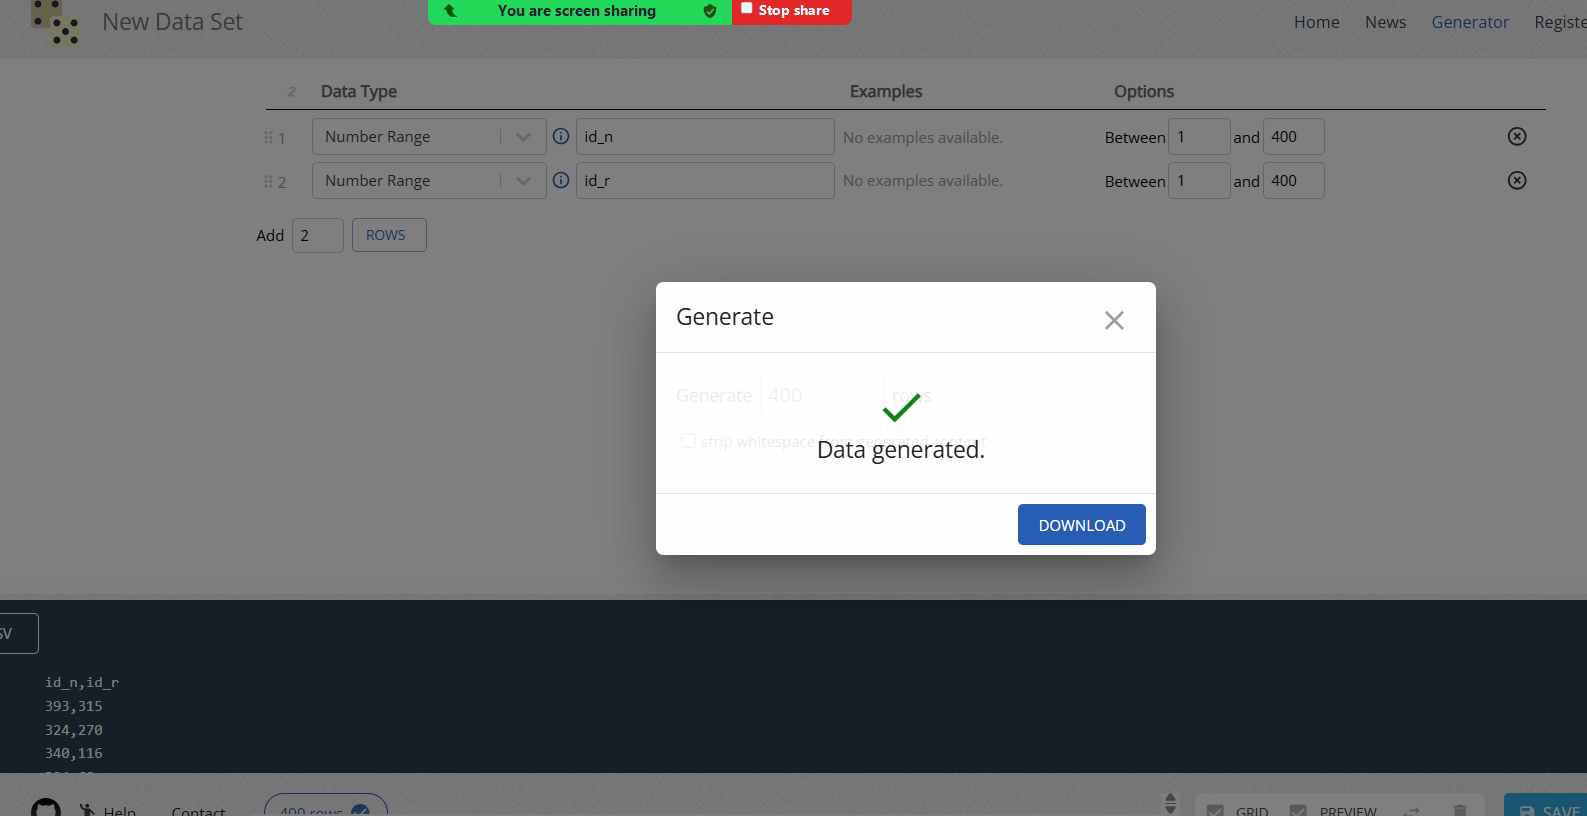 You are screen sharing Stop share
New Data Set Home News Generator Registe
2 Data Type Examples Options
1 Number Range id_n No examples available. Between 1 and 400
2 Number Range id_r No examples available. Between 1 and 400
Add 2 ROWS
Generate
Generate 400 rows
strip whitespace from generated content
Data generated.
DOWNLOAD
SV
id_n,id_r
393,315
324,270
340,116
Help Contact 400 rows GRID PREVIEW SAVE